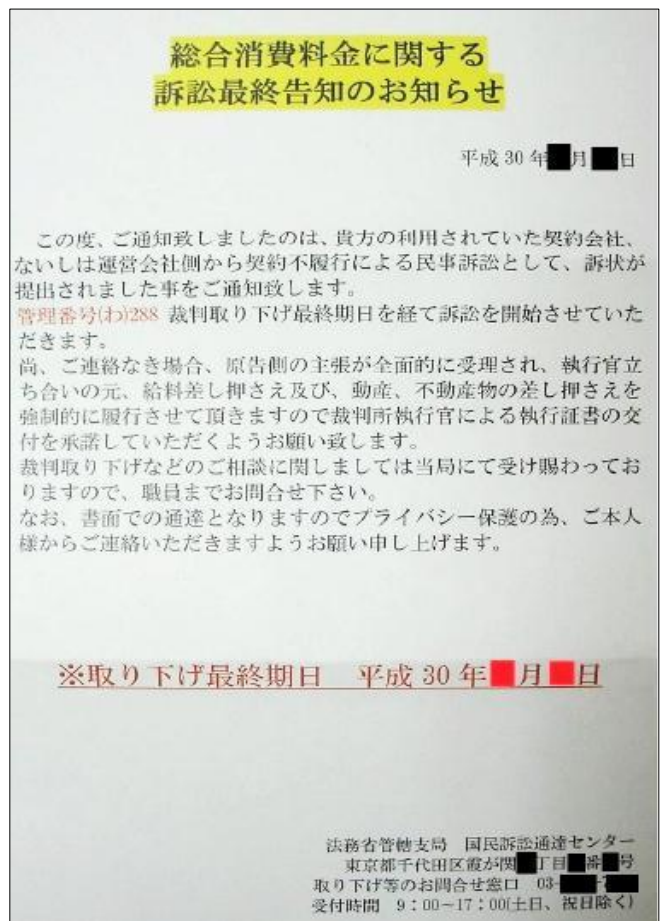 総合消費料金に関する
訴訟最終告知のお知らせ
平成 30 年 月 日
この度、ご通知致しましたのは、貴方の利用されていた契約会社、
ないしは運営会社側から契約不履行による民事訴訟として、訴状が
提出されました事をご通知致します。
管理番号(わ)288 裁判取り下げ最終期日を経て訴訟を開始させていた
だきます。
尚、ご連絡なき場合、原告側の主張が全面的に受理され、執行官立
ち合いの元、給料差し押さえ及び、動産、不動産物の差し押さえを
強制的に履行させて頂きますので裁判所執行官による執行証書の交
付を承諾していただくようお願い致します。
裁判取り下げなどのご相談に関しましては当局にて受け賜わってお
りますので、職員までお問合せ下さい。
なお、書面での通達となりますのでプライバシー保護の為、ご本人
様からご連絡いただきますようお願い申し上げます。
※取り下げ最終期日 平成 30 年 月 日
法務省管轄支局 国民訴訟通達センター
東京都千代田区霞が関 丁目 番 号
取り下げ等のお問合せ窓口 03-
受付時間 9:00~17:00(土日、祝日除く)